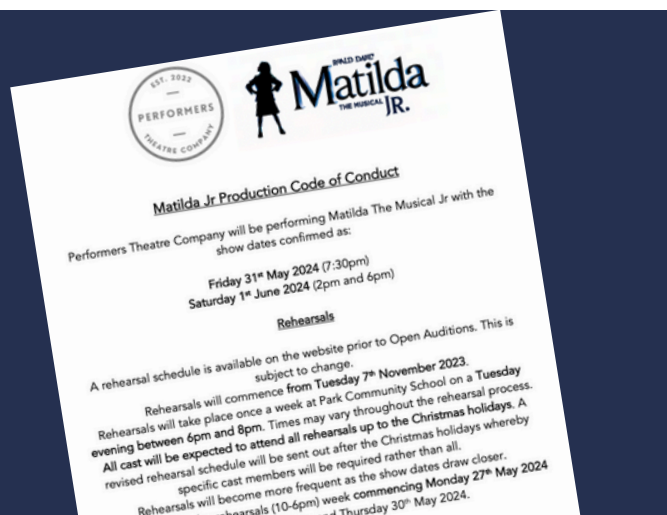 EST. 2022
PERFORMERS
THEATRE COMPANY
ROALD DAHL'S
Matilda
THE MUSICAL JR.
Matilda Jr Production Code of Conduct
Performers Theatre Company will be performing Matilda The Musical Jr with the
show dates confirmed as:
Friday 31st May 2024 (7:30pm)
Saturday 1st June 2024 (2pm and 6pm)
Rehearsals
A rehearsal schedule is available on the website prior to Open Auditions. This is
subject to change.
Rehearsals will commence from Tuesday 7th November 2023.
Rehearsals will take place once a week at Park Community School on a Tuesday
evening between 6pm and 8pm. Times may vary throughout the rehearsal process.
All cast will be expected to attend all rehearsals up to the Christmas holidays. A
revised rehearsal schedule will be sent out after the Christmas holidays whereby
specific cast members will be required rather than all.
Rehearsals will become more frequent as the show dates draw closer.
(10-6pm) week commencing Monday 27th May 2024
Thursday 30th May 2024.